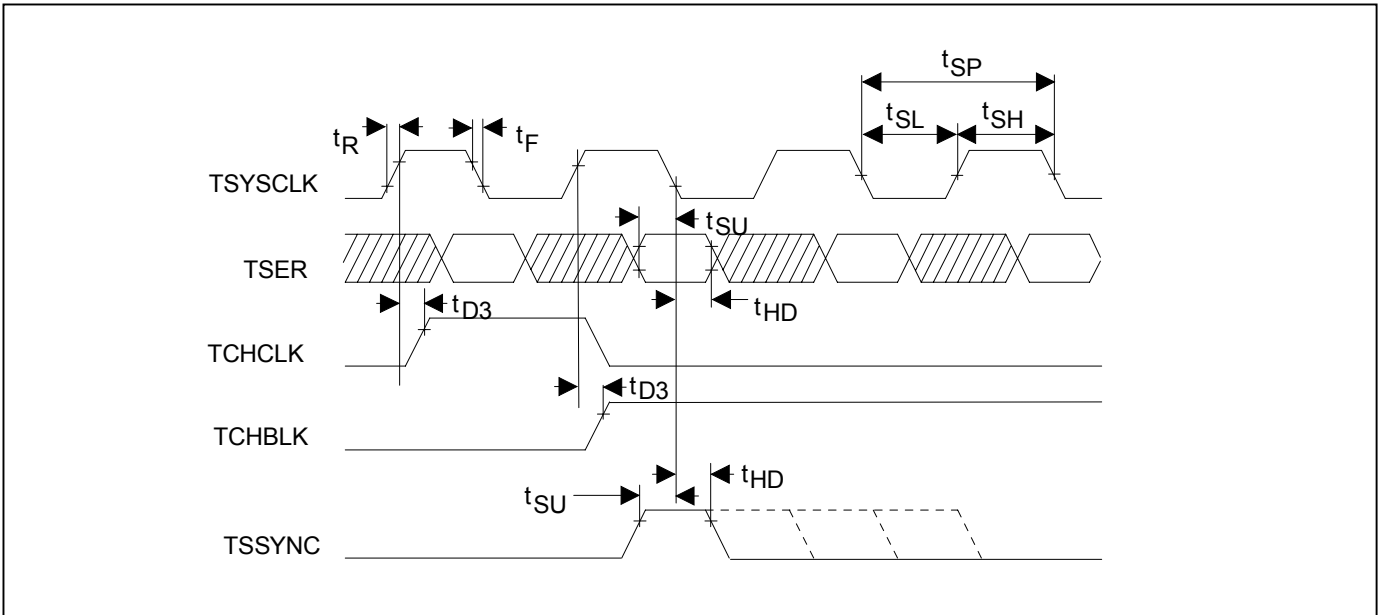 tSP
tSL
tSH
tR
tF
TSYSCLK
tSU
TSER
tD3
tHD
TCHCLK
tD3
TCHBLK
tHD
tSU
TSSYNC